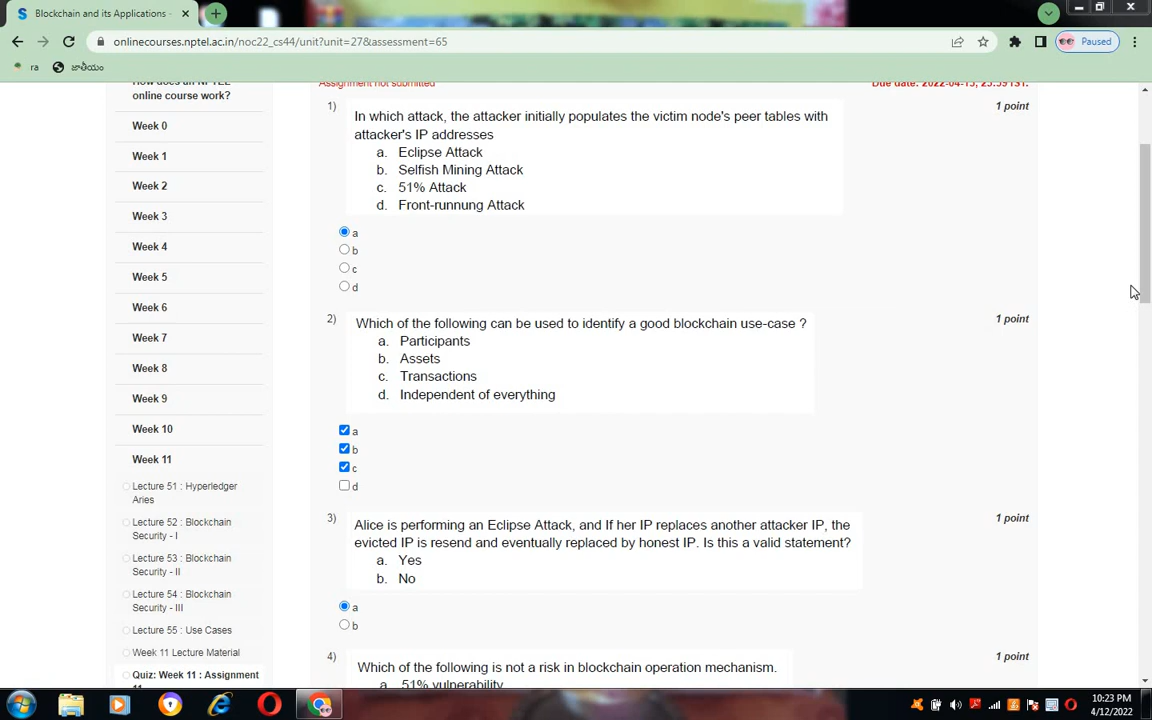 Blockchain and its Applications -
onlinecourses.nptel.ac.in/noc22_cs44/unit?unit=27&assessment=65
Paused
ra
జాతీయం
How does an NPTEL
online course work?
Week 0
Week 1
Week 2
Week 3
Week 4
Week 5
Week 6
Week 7
Week 8
Week 9
Week 10
Week 11
Lecture 51 : Hyperledger
Aries
Lecture 52 : Blockchain
Security - I
Lecture 53 : Blockchain
Security - II
Lecture 54 : Blockchain
Security - III
Lecture 55 : Use Cases
Week 11 Lecture Material
Quiz: Week 11 : Assignment
11
Assignment not submitted
Due date: 2022-04-13, 23:59 IST.
1)
In which attack, the attacker initially populates the victim node's peer tables with
attacker's IP addresses
a. Eclipse Attack
b. Selfish Mining Attack
c. 51% Attack
d. Front-runnung Attack
1 point
a
b
c
d
2)
Which of the following can be used to identify a good blockchain use-case ?
a. Participants
b. Assets
c. Transactions
d. Independent of everything
1 point
a
b
c
d
3)
Alice is performing an Eclipse Attack, and If her IP replaces another attacker IP, the
evicted IP is resend and eventually replaced by honest IP. Is this a valid statement?
a. Yes
b. No
1 point
a
b
4)
Which of the following is not a risk in blockchain operation mechanism.
a. 51% vulnerability
1 point
10:23 PM
4/12/2022